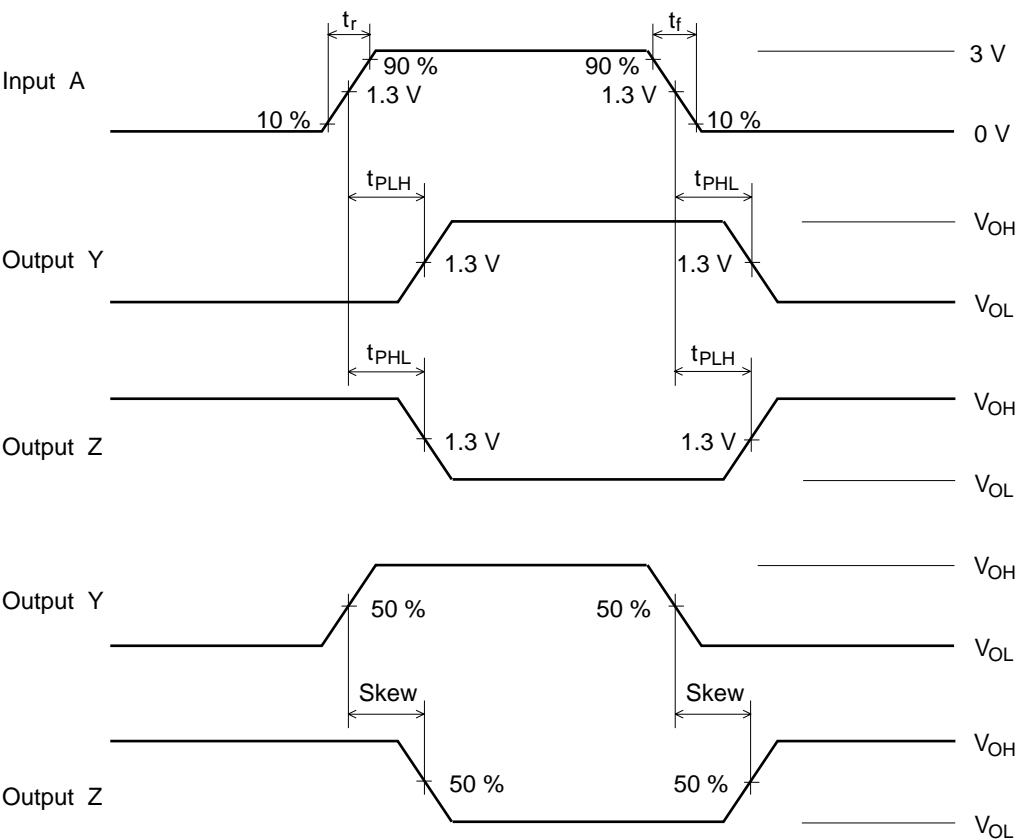 tr tf
Input A 90 % 90 % 3 V
1.3 V 1.3 V
10 % 10 % 0 V
tPLH tPHL
VOH
Output Y 1.3 V 1.3 V
VOL
tPHL tPLH
VOH
Output Z 1.3 V 1.3 V
VOL
VOH
Output Y 50 % 50 %
VOL
Skew Skew
VOH
Output Z 50 % 50 %
VOL